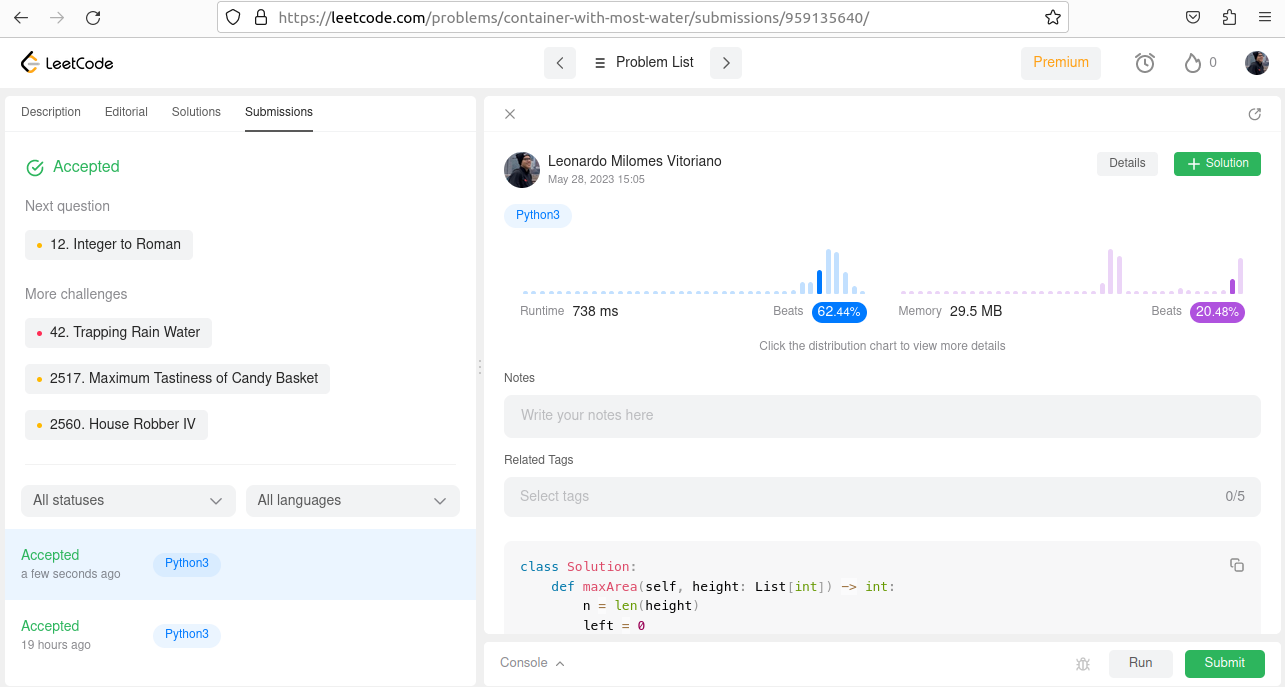 https://leetcode.com/problems/container-with-most-water/submissions/959135640/
LeetCode
Problem List
Premium
0
Description Editorial Solutions Submissions
Accepted
Next question
12. Integer to Roman
More challenges
42. Trapping Rain Water
2517. Maximum Tastiness of Candy Basket
2560. House Robber IV
All statuses
All languages
Accepted
a few seconds ago
Python3
Accepted
19 hours ago
Python3
Leonardo Milomes Vitoriano
May 28, 2023 15:05
Details
+ Solution
Python3
Runtime 738 ms Beats 62.44%
Memory 29.5 MB Beats 20.48%
Click the distribution chart to view more details
Notes
Write your notes here
Related Tags
Select tags 0/5
class Solution:
    def maxArea(self, height: List[int]) -> int:
        n = len(height)
        left = 0
Console
Run
Submit